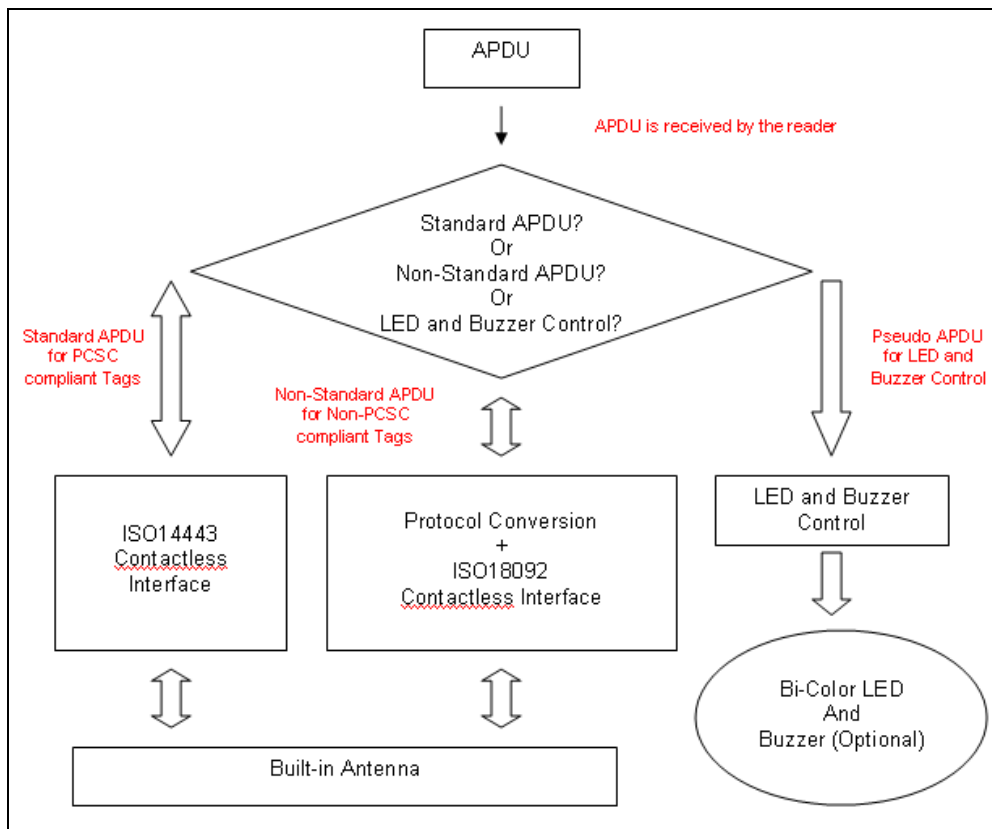 APDU
APDU is received by the reader
Standard APDU?
Or
Non-Standard APDU?
Or
LED and Buzzer Control?
Standard APDU
for PCSC
compliant Tags
Non-Standard APDU
for Non-PCSC
compliant Tags
Pseudo APDU
for LED and
Buzzer Control
ISO14443
Contactless
Interface
Protocol Conversion
+
ISO18092
Contactless Interface
LED and Buzzer
Control
Bi-Color LED
And
Buzzer (Optional)
Built-in Antenna